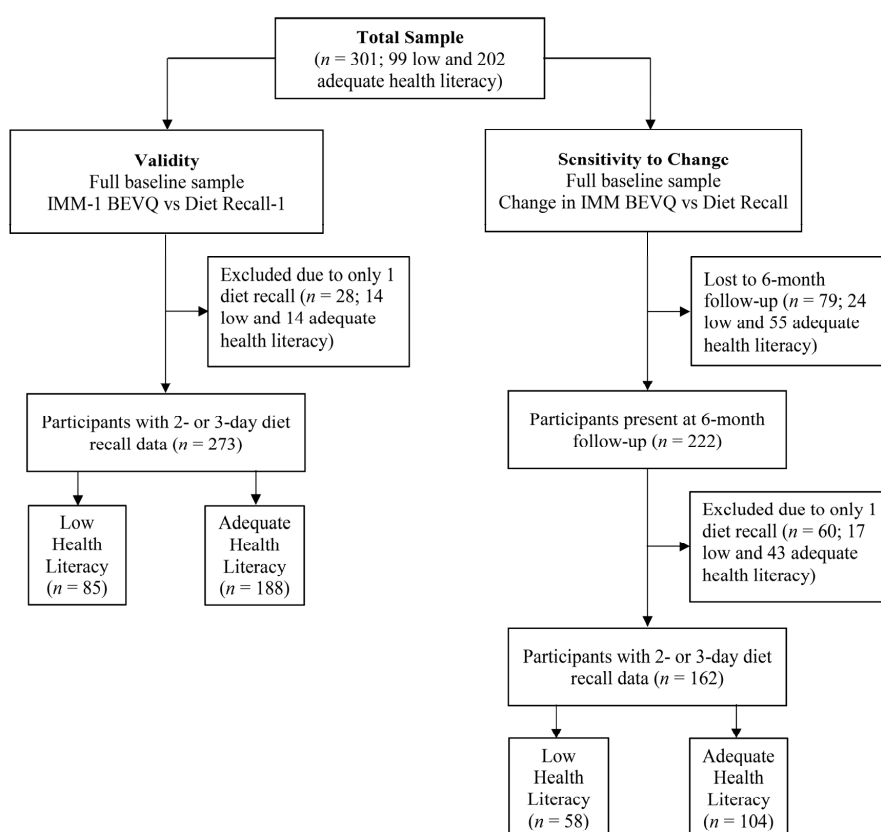 Total Sample
(n = 301; 99 low and 202
adequate health literacy)
Validity
Full baseline sample
IMM-1 BEVQ vs Diet Recall-1
Excluded due to only 1
diet recall (n = 28; 14
low and 14 adequate
health literacy)
Participants with 2- or 3-day diet
recall data (n = 273)
Low
Health
Literacy
(n = 85)
Adequate
Health
Literacy
(n = 188)
Sensitivity to Change
Full baseline sample
Change in IMM BEVQ vs Diet Recall
Lost to 6-month
follow-up (n = 79; 24
low and 55 adequate
health literacy)
Participants present at 6-month
follow-up (n = 222)
Excluded due to only 1
diet recall (n = 60; 17
low and 43 adequate
health literacy)
Participants with 2- or 3-day diet
recall data (n = 162)
Low
Health
Literacy
(n = 58)
Adequate
Health
Literacy
(n = 104)